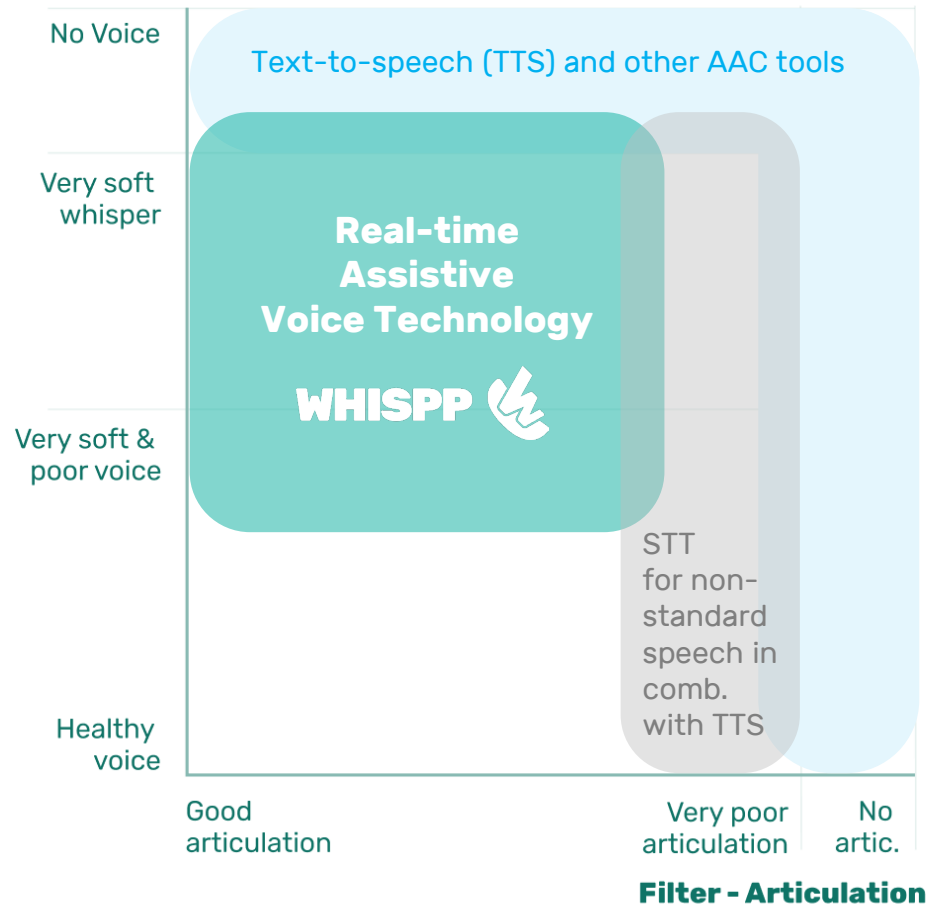 No Voice
Text-to-speech (TTS) and other AAC tools
Very soft
whisper
Real-time
Assistive
Voice Technology
WHISPP
Very soft &
poor voice
STT
for non-
standard
speech in
comb.
with TTS
Healthy
voice
Good
articulation
Very poor
articulation
No
artic.
Filter - Articulation